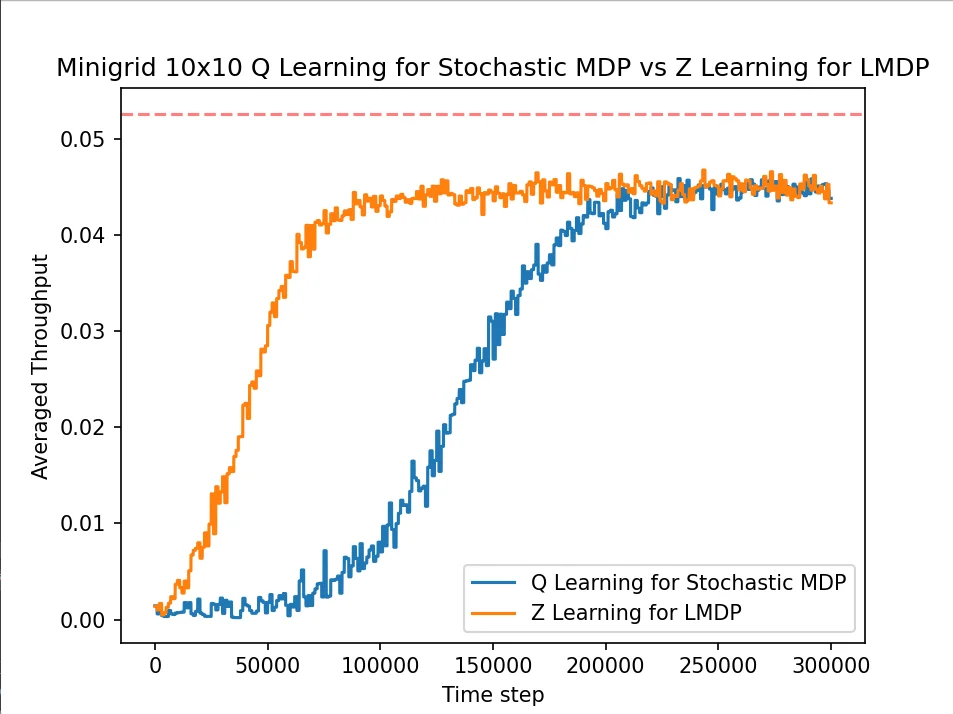 Minigrid 10x10 Q Learning for Stochastic MDP vs Z Learning for LMDP
0.05
0.04
0.03
0.02
0.01
0.00
Averaged Throughput
Q Learning for Stochastic MDP
Z Learning for LMDP
0 50000 100000 150000 200000 250000 300000
Time step